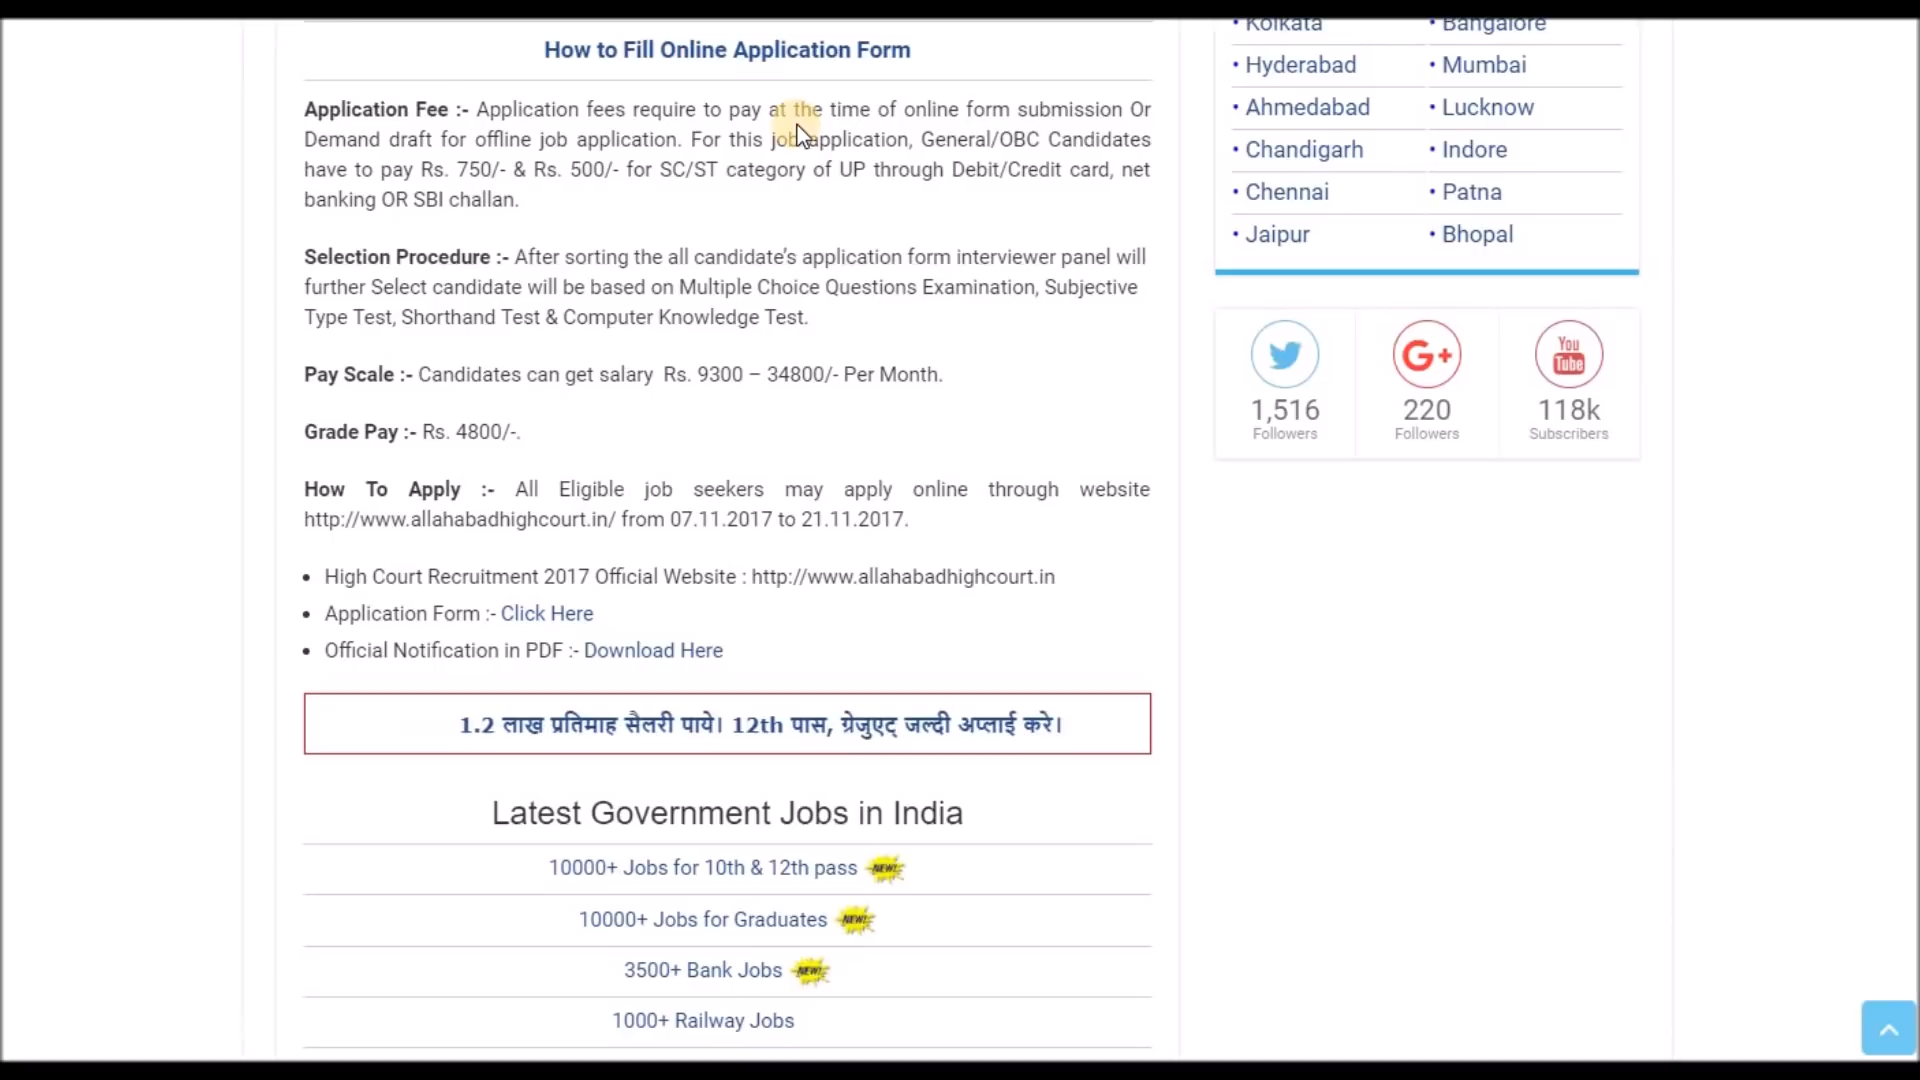 How to Fill Online Application Form
Application Fee :- Application fees require to pay at the time of online form submission Or
Demand draft for offline job application. For this job application, General/OBC Candidates
have to pay Rs. 750/- & Rs. 500/- for SC/ST category of UP through Debit/Credit card, net
banking OR SBI challan.
Selection Procedure :- After sorting the all candidate's application form interviewer panel will
further Select candidate will be based on Multiple Choice Questions Examination, Subjective
Type Test, Shorthand Test & Computer Knowledge Test.
Pay Scale :- Candidates can get salary Rs. 9300 – 34800/- Per Month.
Grade Pay :- Rs. 4800/-.
How To Apply :- All Eligible job seekers may apply online through website
http://www.allahabadhighcourt.in/ from 07.11.2017 to 21.11.2017.
• High Court Recruitment 2017 Official Website : http://www.allahabadhighcourt.in
• Application Form :- Click Here
• Official Notification in PDF :- Download Here
1.2 लाख प्रतिमाह सैलरी पाये। 12th पास, ग्रेजुएट् जल्दी अप्लाई करे।
Latest Government Jobs in India
10000+ Jobs for 10th & 12th pass NEW!
10000+ Jobs for Graduates NEW!
3500+ Bank Jobs NEW!
1000+ Railway Jobs
• Kolkata • Bangalore
• Hyderabad • Mumbai
• Ahmedabad • Lucknow
• Chandigarh • Indore
• Chennai • Patna
• Jaipur • Bhopal
G+ You Tube
1,516 220 118k
Followers Followers Subscribers